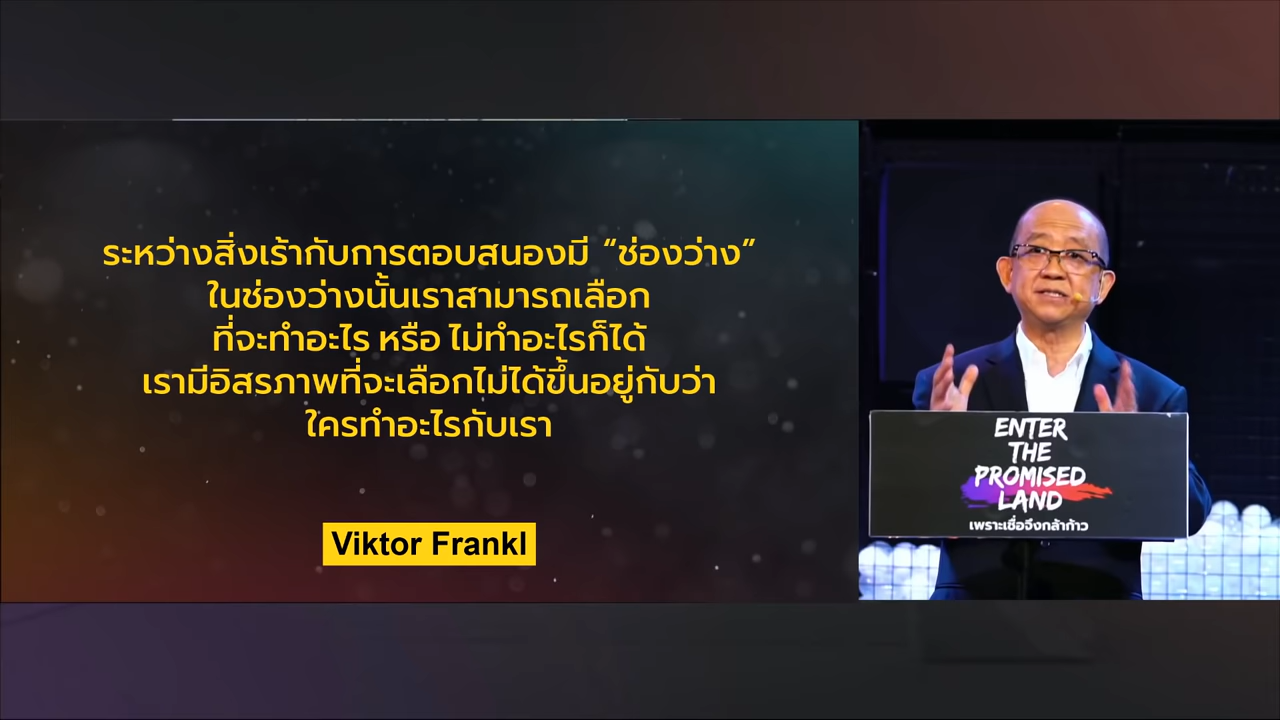 ระหว่างสิ่งเร้ากับการตอบสนองมี “ช่องว่าง”
ในช่องว่างนั้นเราสามารถเลือก
ที่จะทำอะไร หรือ ไม่ทำอะไรก็ได้
เรามีอิสรภาพที่จะเลือกไม่ได้ขึ้นอยู่กับว่า
ใครทำอะไรกับเรา
Viktor Frankl
ENTER
THE
PROMISED
LAND
เพราะเชื่อจึงกล้าก้าว